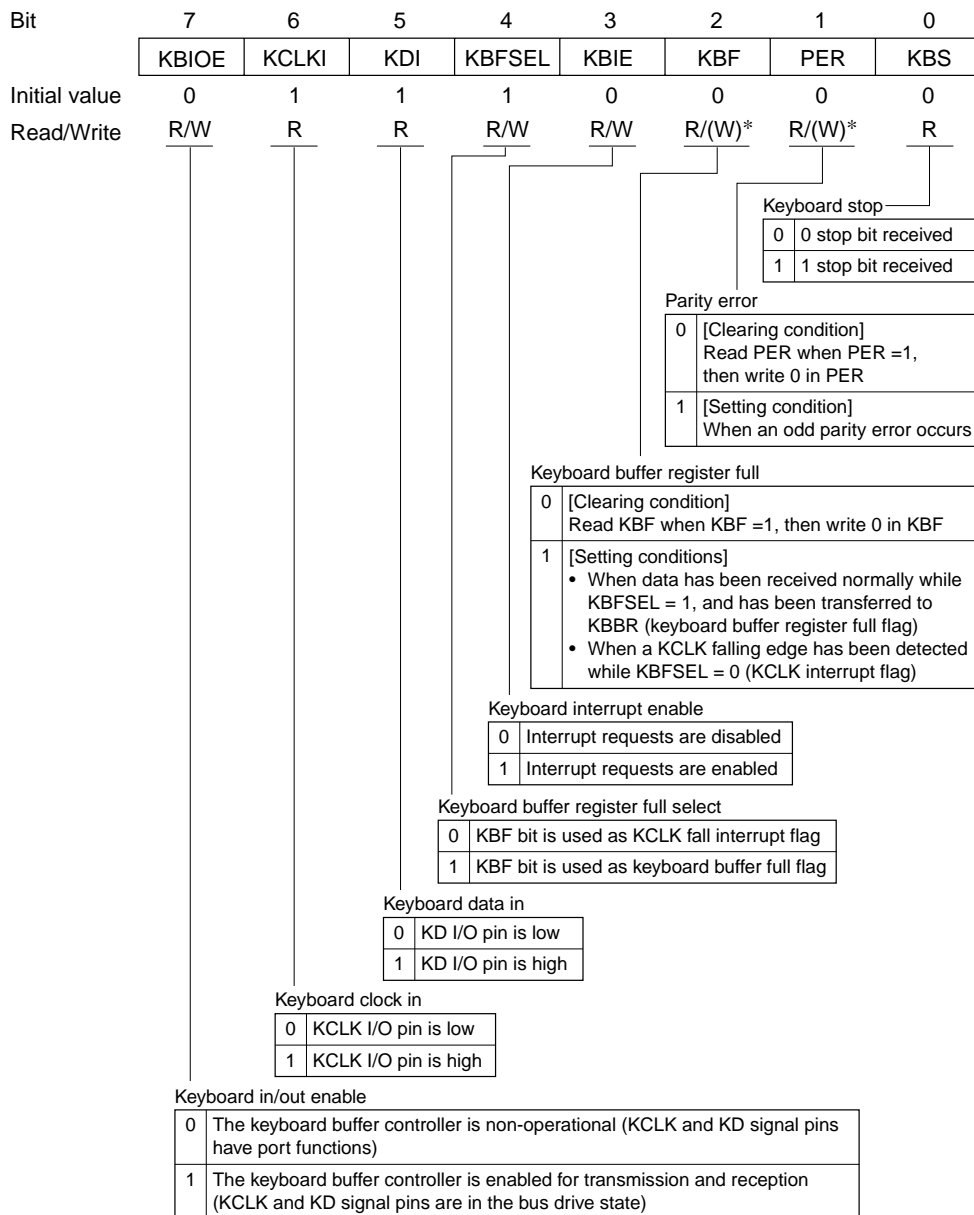 Bit 7 6 5 4 3 2 1 0
KBIOE KCLKI KDI KBFSEL KBIE KBF PER KBS
Initial value 0 1 1 1 0 0 0 0
Read/Write R/W R R R/W R/W R/(W)* R/(W)* R
Keyboard stop
0 0 stop bit received
1 1 stop bit received
Parity error
0 [Clearing condition]
Read PER when PER =1,
then write 0 in PER
1 [Setting condition]
When an odd parity error occurs
Keyboard buffer register full
0 [Clearing condition]
Read KBF when KBF =1, then write 0 in KBF
1 [Setting conditions]
• When data has been received normally while
KBFSEL = 1, and has been transferred to
KBBR (keyboard buffer register full flag)
• When a KCLK falling edge has been detected
while KBFSEL = 0 (KCLK interrupt flag)
Keyboard interrupt enable
0 Interrupt requests are disabled
1 Interrupt requests are enabled
Keyboard buffer register full select
0 KBF bit is used as KCLK fall interrupt flag
1 KBF bit is used as keyboard buffer full flag
Keyboard data in
0 KD I/O pin is low
1 KD I/O pin is high
Keyboard clock in
0 KCLK I/O pin is low
1 KCLK I/O pin is high
Keyboard in/out enable
0 The keyboard buffer controller is non-operational (KCLK and KD signal pins
have port functions)
1 The keyboard buffer controller is enabled for transmission and reception
(KCLK and KD signal pins are in the bus drive state)